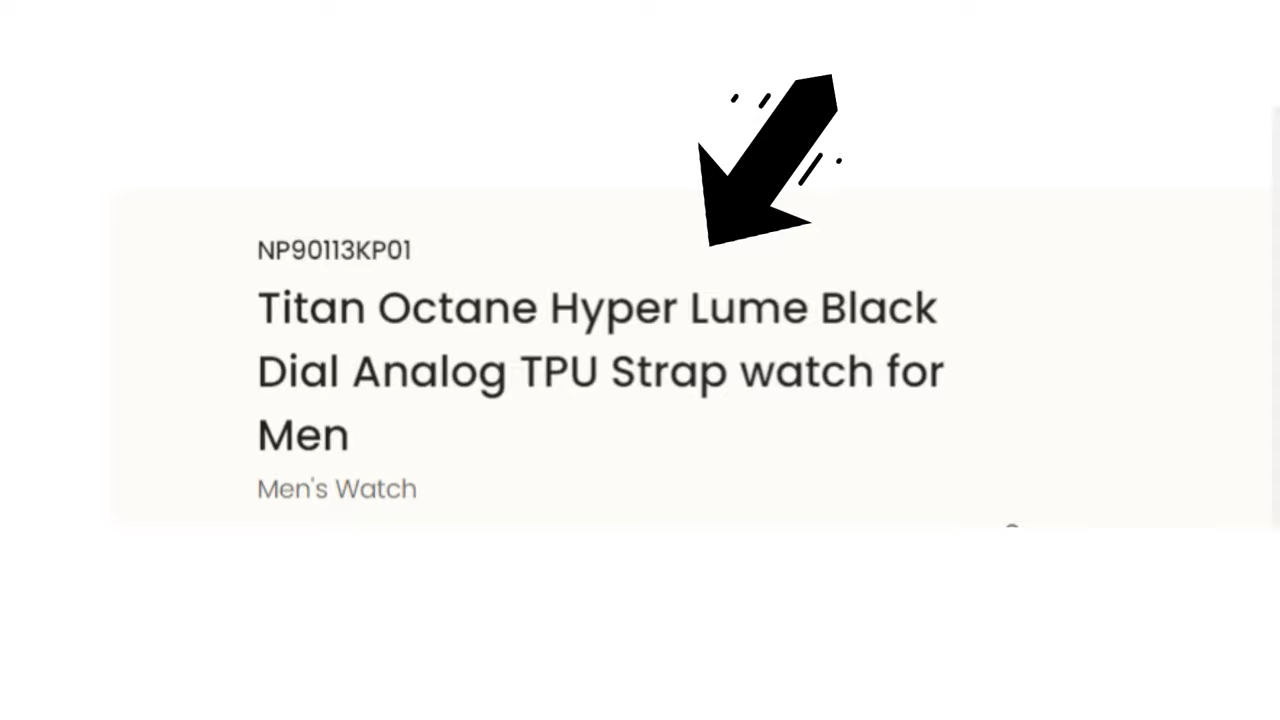 NP90113KP01
Titan Octane Hyper Lume Black
Dial Analog TPU Strap watch for
Men
Men's Watch